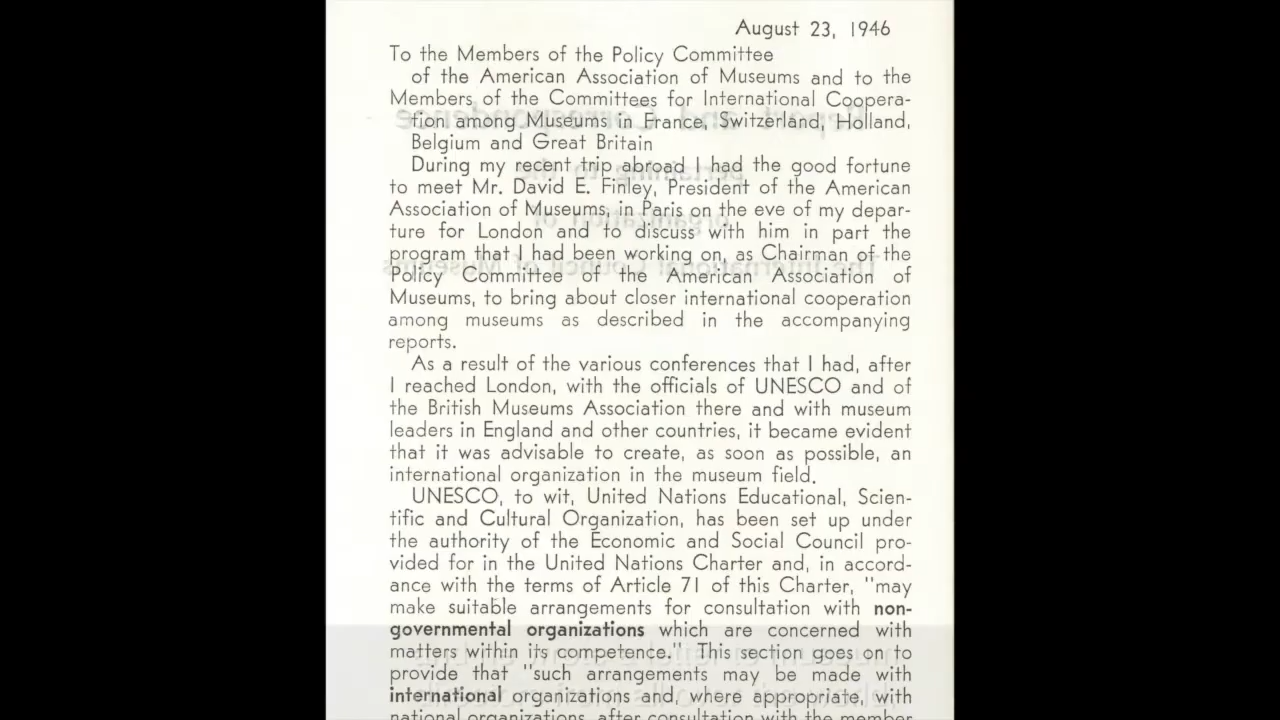 August 23, 1946
To the Members of the Policy Committee
of the American Association of Museums and to the
Members of the Committees for International Coopera-
tion among Museums in France, Switzerland, Holland,
Belgium and Great Britain
During my recent trip abroad I had the good fortune
to meet Mr. David E. Finley, President of the American
Association of Museums, in Paris on the eve of my depar-
ture for London and to discuss with him in part the
program that I had been working on, as Chairman of the
Policy Committee of the American Association of
Museums, to bring about closer international cooperation
among museums as described in the accompanying
reports.
As a result of the various conferences that I had, after
I reached London, with the officials of UNESCO and of
the British Museums Association there and with museum
leaders in England and other countries, it became evident
that it was advisable to create, as soon as possible, an
international organization in the museum field.
UNESCO, to wit, United Nations Educational, Scien-
tific and Cultural Organization, has been set up under
the authority of the Economic and Social Council pro-
vided for in the United Nations Charter and, in accord-
ance with the terms of Article 71 of this Charter, "may
make suitable arrangements for consultation with non-
governmental organizations which are concerned with
matters within its competence." This section goes on to
provide that "such arrangements may be made with
international organizations and, where appropriate, with
national organizations, after consultation with the member